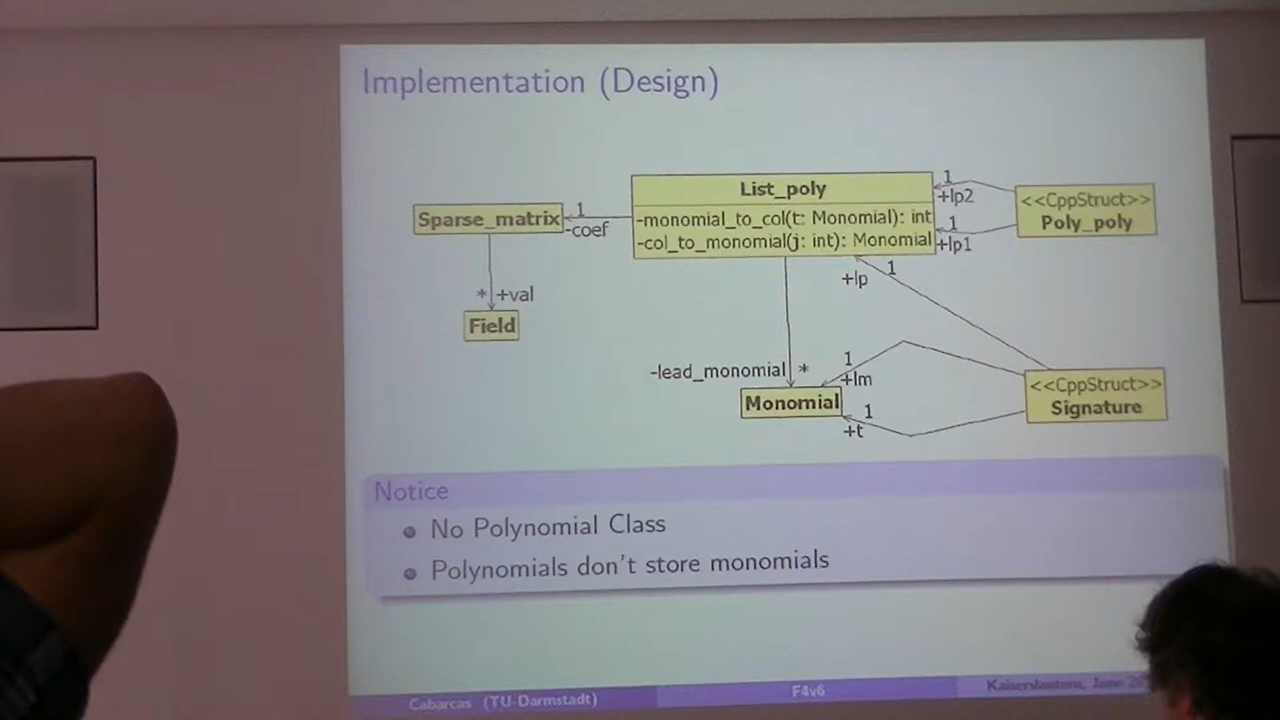 Implementation (Design)
List_poly
-monomial_to_col(t: Monomial): int
-col_to_monomial(j: int): Monomial
Sparse_matrix
1
-coef
* +val
Field
1
+lp2
1
+lp1
<<CppStruct>>
Poly_poly
1
+lp
-lead_monomial *
Monomial
1
+lm
1
+t
<<CppStruct>>
Signature
Notice
No Polynomial Class
Polynomials don't store monomials
Cabarcas (TU-Darmstadt)
F4v6
Kaiserslautern, June